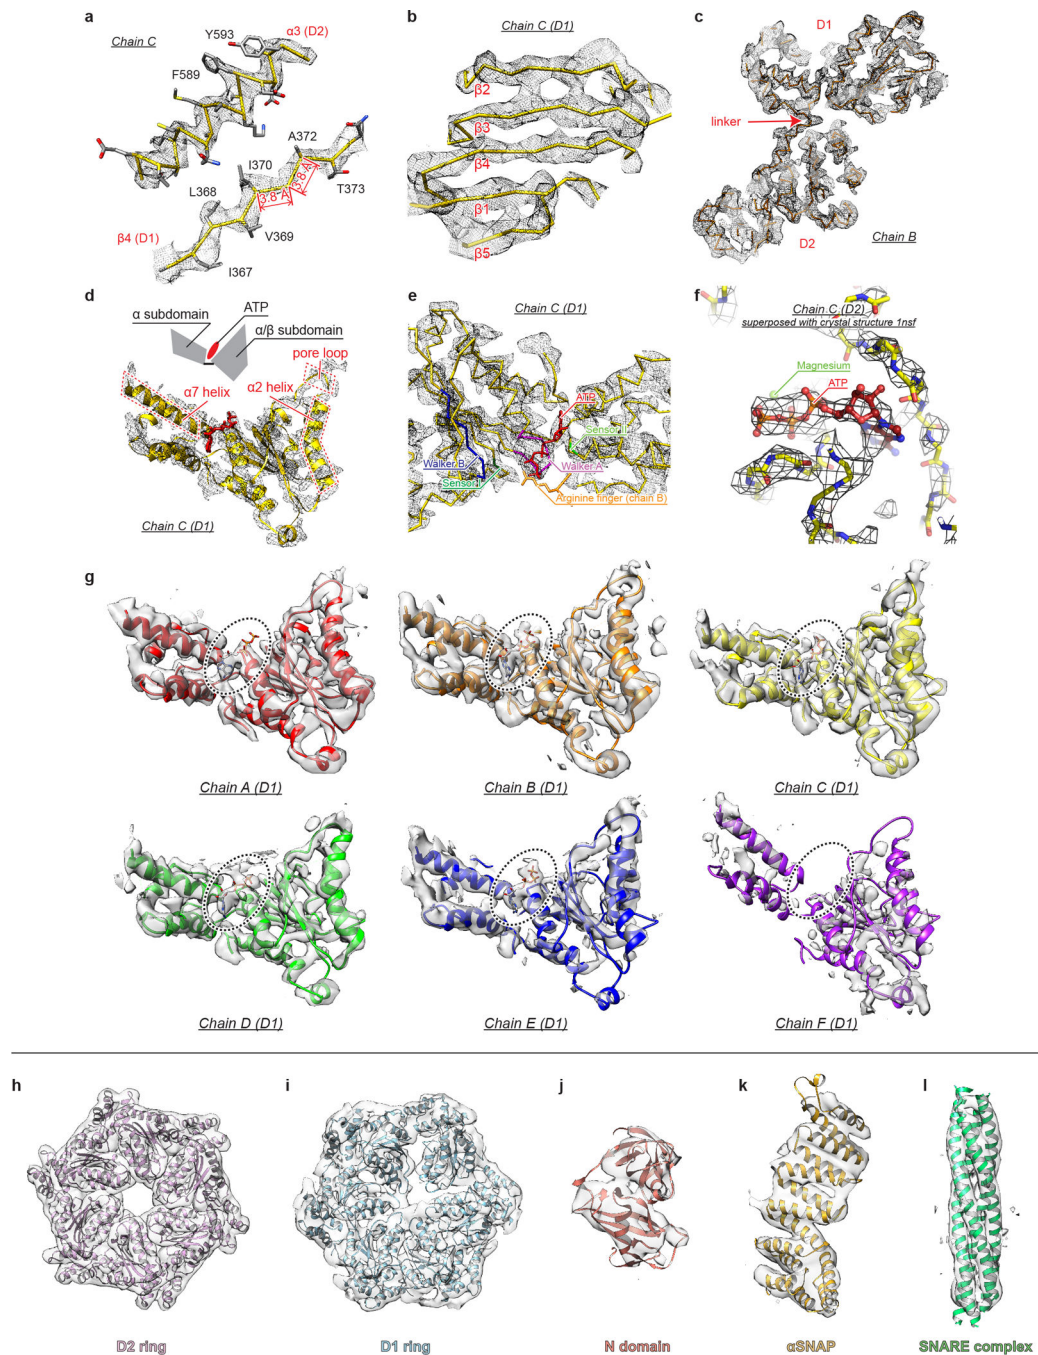 a
Chain C
Y593
α3 (D2)
F589
A372
I370
3.8 Å
3.8 Å
L368
T373
V369
β4 (D1)
I367
b
Chain C (D1)
β2
β3
β4
β1
β5
c
D1
linker
D2
Chain B
d
α subdomain
ATP
α/β subdomain
pore loop
α7 helix
α2 helix
Chain C (D1)
e
Chain C (D1)
ATP
Sensor II
Walker B
Walker A
Sensor I
Arginine finger (chain B)
f
Chain C (D2)
superposed with crystal structure 1nsf
Magnesium
ATP
g
Chain A (D1)
Chain B (D1)
Chain C (D1)
Chain D (D1)
Chain E (D1)
Chain F (D1)
h
D2 ring
i
D1 ring
j
N domain
k
αSNAP
l
SNARE complex